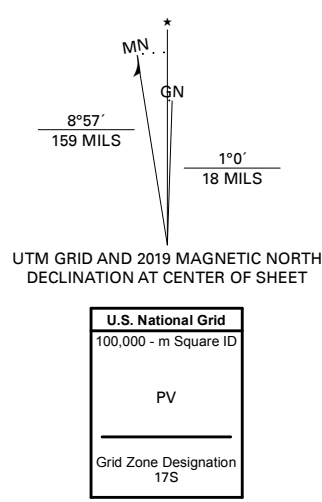 ★
MN
GN
8°57´
159 MILS
1°0´
18 MILS
UTM GRID AND 2019 MAGNETIC NORTH
DECLINATION AT CENTER OF SHEET
U.S. National Grid
100,000 - m Square ID
PV
Grid Zone Designation
17S